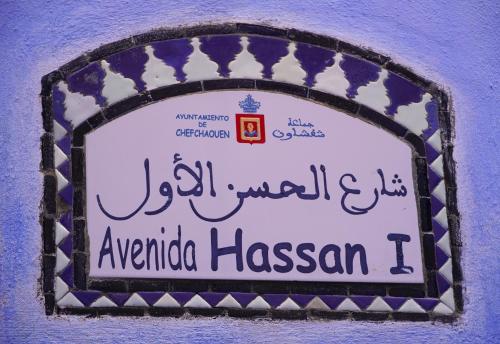 AYUNTAMIENTO
DE
CHEFCHAOUEN
جماعة
شفشاون
شارع الحسن الأول
Avenida Hassan I